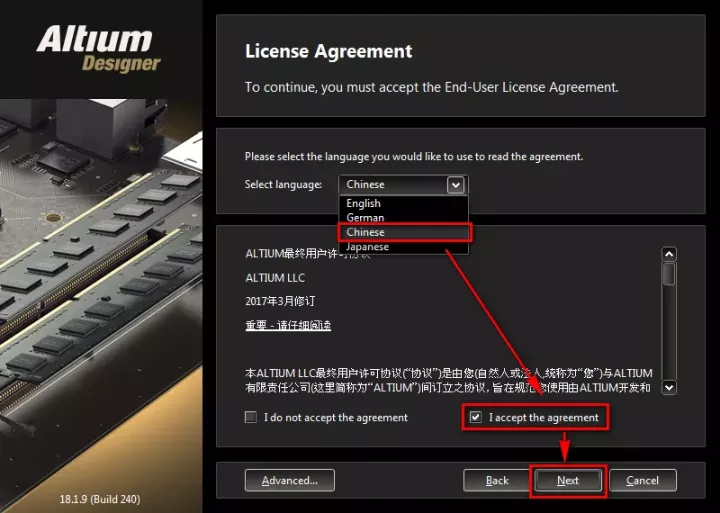 Altium
Designer
License Agreement
To continue, you must accept the End-User License Agreement.
Please select the language you would like to use to read the agreement.
Select language: Chinese
English
German
Chinese
Japanese
ALTIUM最终用户许可协议
ALTIUM LLC
2017年3月修订
重要 - 请仔细阅读
本ALTIUM LLC最终用户许可协议(“协议”)是由您(自然人或法人,统称为“您”)与ALTIUM
有限责任公司(这里简称为“ALTIUM”)间订立之协议, 旨在规范您使用由ALTIUM开发和
I do not accept the agreement
I accept the agreement
18.1.9 (Build 240)
Advanced...
Back
Next
Cancel